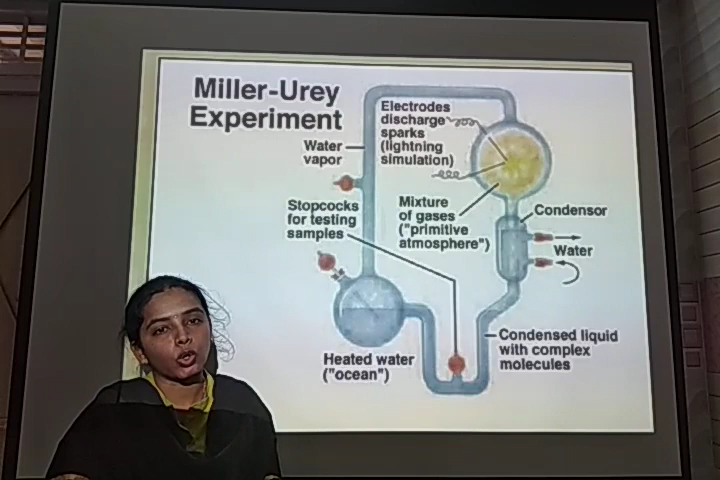 Miller-Urey
Experiment
Electrodes
discharge
sparks
(lightning
simulation)
Water
vapor
Stopcocks
for testing
samples
Mixture
of gases
("primitive
atmosphere")
Condensor
Water
Heated water
("ocean")
Condensed liquid
with complex
molecules